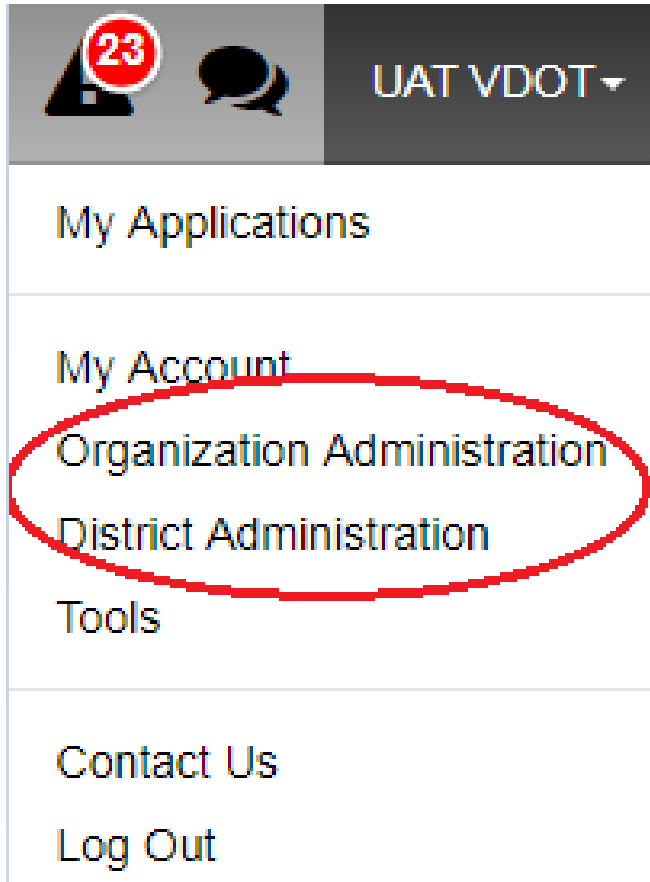 23
UAT VDOT
My Applications
My Account
Organization Administration
District Administration
Tools
Contact Us
Log Out